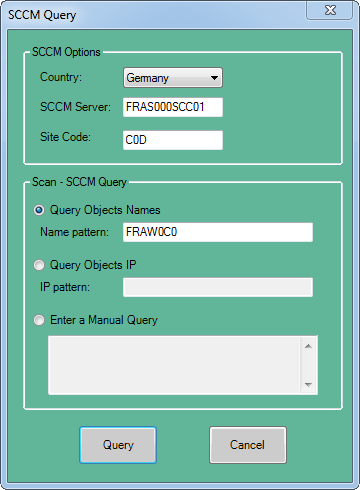 SCCM Query
SCCM Options
Country: Germany
SCCM Server: FRAS000SCC01
Site Code: C0D
Scan - SCCM Query
Query Objects Names
Name pattern: FRAW0C0
Query Objects IP
IP pattern:
Enter a Manual Query
Query Cancel